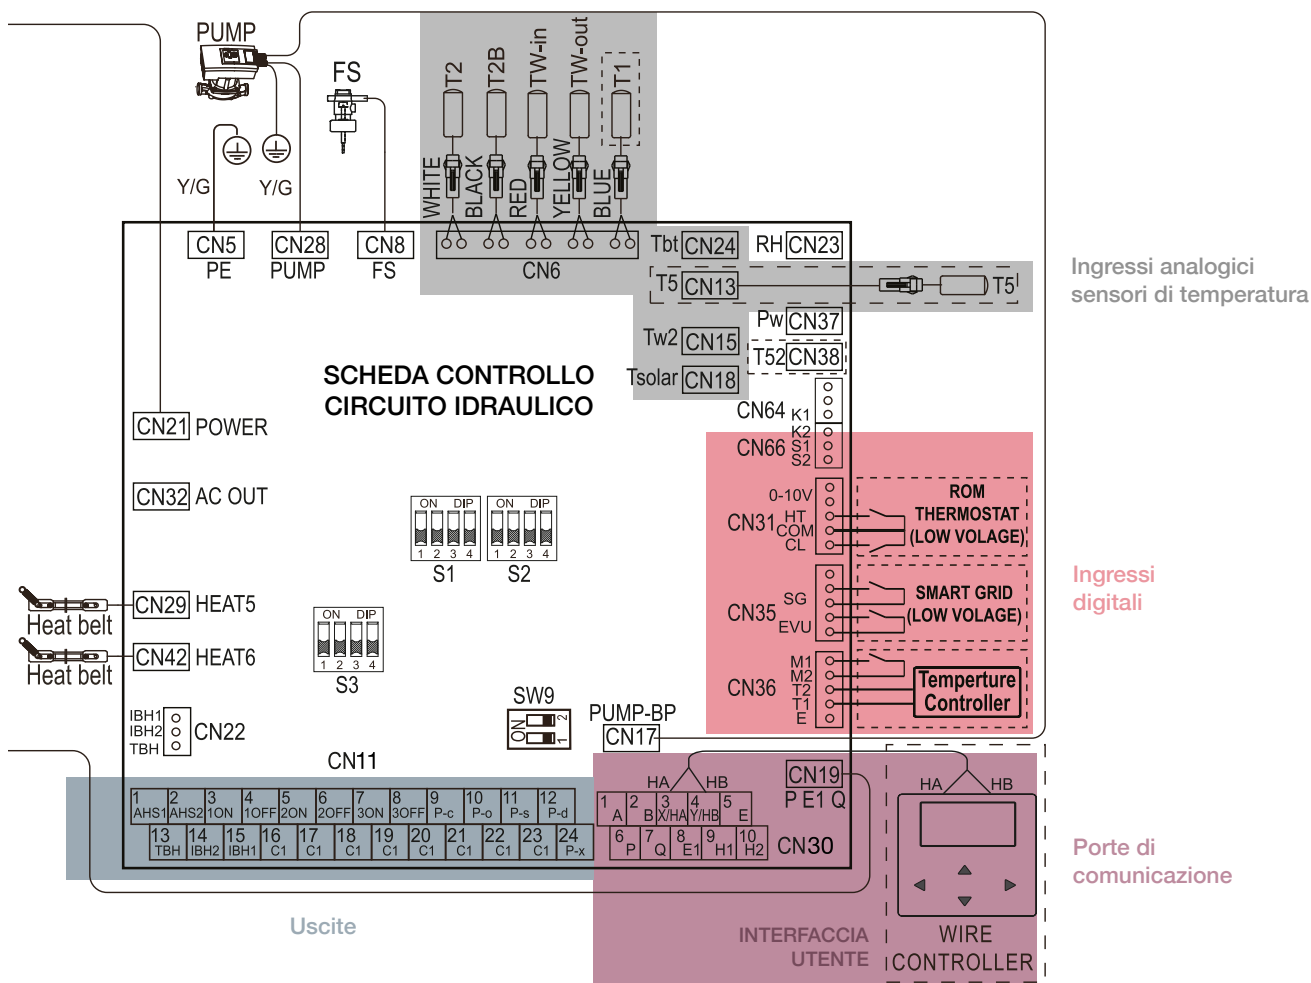 PUMP
FS
T2
T2B
TW-in
TW-out
T1
WHITE
BLACK
RED
YELLOW
BLUE
Y/G
Y/G
CN5
PE
CN28
PUMP
CN8
FS
CN6
Tbt CN24
RH CN23
T5 CN13
T5
Pw CN37
Tw2 CN15
T52 CN38
Tsolar CN18
Ingressi analogici
sensori di temperatura
SCHEDA CONTROLLO
CIRCUITO IDRAULICO
CN21 POWER
CN32 AC OUT
CN29 HEAT5
Heat belt
CN42 HEAT6
Heat belt
ON DIP
1 2 3 4
S1
ON DIP
1 2 3 4
S2
ON DIP
1 2 3 4
S3
CN64 K1
K2
CN66 S1
S2
0-10V
CN31 HT
COM
CL
ROM
THERMOSTAT
(LOW VOLAGE)
CN35 SG
EVU
SMART GRID
(LOW VOLAGE)
Ingressi
digitali
CN36 M1
M2
T2
T1
E
Temperture
Controller
IBH1
IBH2
TBH
CN22
SW9
ON
1 2
PUMP-BP
CN17
CN11
1 2 3 4 5 6 7 8 9 10 11 12
AHS1 AHS2 1ON 1OFF 2ON 2OFF 3ON 3OFF P-c P-o P-s P-d
13 14 15 16 17 18 19 20 21 22 23 24
TBH IBH2 IBH1 C1 C1 C1 C1 C1 C1 C1 C1 P-x
HA HB
1 2 3 4 5
A B X/HA Y/HB E
6 7 8 9 10
P Q E1 H1 H2
CN30
CN19
P E1 Q
HA HB
WIRE
CONTROLLER
Porte di
comunicazione
Uscite
INTERFACCIA
UTENTE